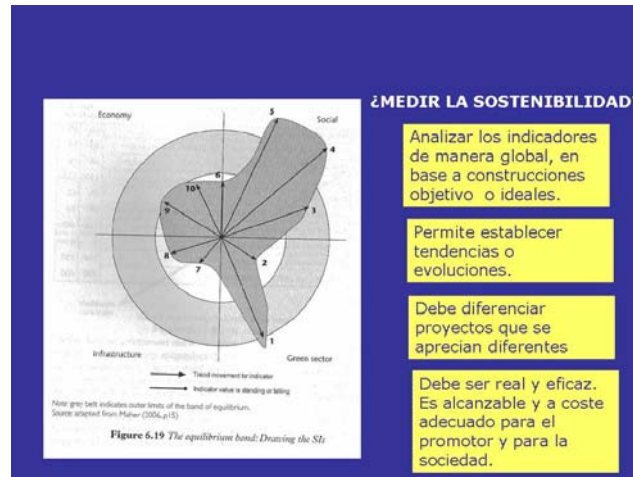 ¿MEDIR LA SOSTENIBILIDAD?
Economy
Social
5
4
6
10
9
3
8
7
2
1
Infrastructure
Green sector
Trend movement for indicator
Indicator value is standing or falling
Note: grey belt indicates outer limits of the band of equilibrium.
Source: adapted from Maher (2006, p15)
Figure 6.19 The equilibrium band: Drawing the SIs
Analizar los indicadores
de manera global, en
base a construcciones
objetivo o ideales.
Permite establecer
tendencias o
evoluciones.
Debe diferenciar
proyectos que se
aprecian diferentes
Debe ser real y eficaz.
Es alcanzable y a coste
adecuado para el
promotor y para la
sociedad.